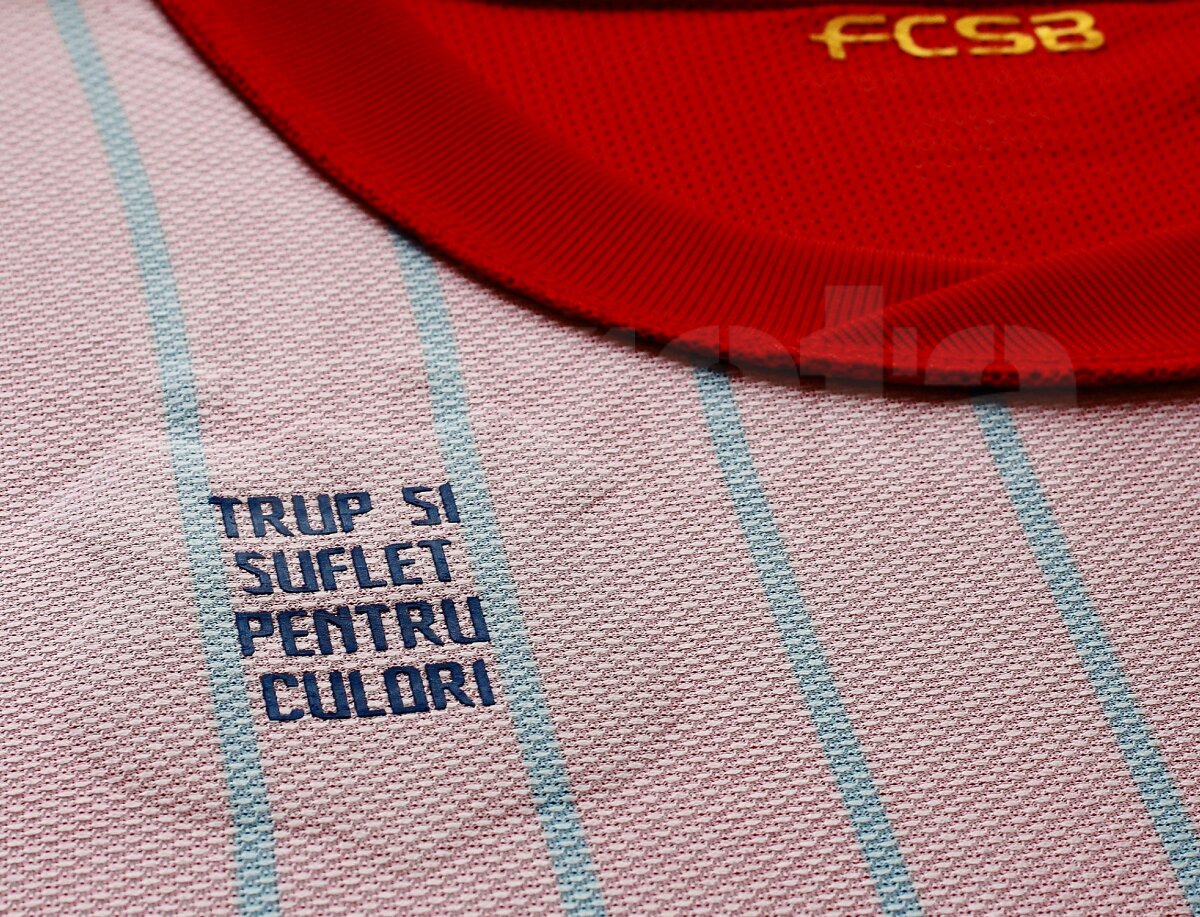 FCSB
TRUP SI
SUFLET
PENTRU
CULORI